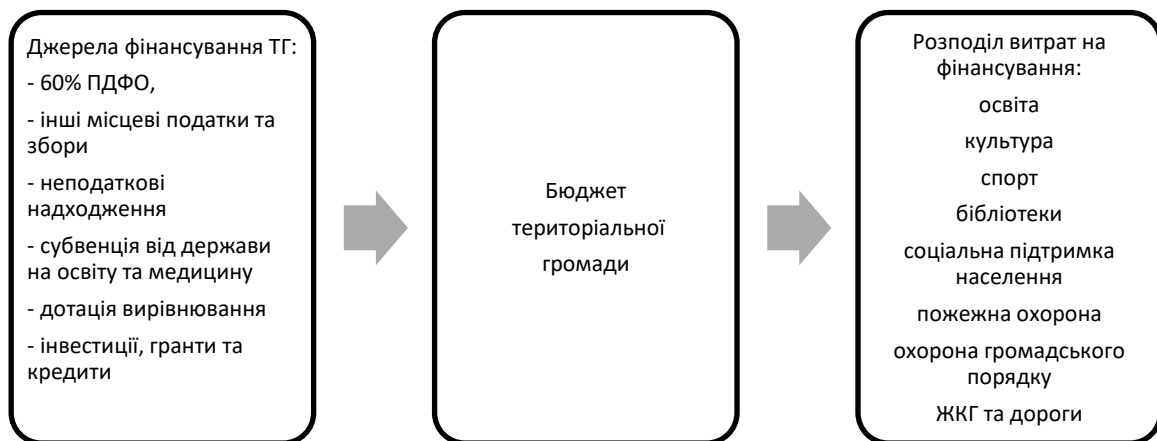 Джерела фінансування ТГ:
- 60% ПДФО,
- інші місцеві податки та
збори
- неподаткові
надходження
- субвенція від держави
на освіту та медицину
- дотація вирівнювання
- інвестиції, гранти та
кредити
Бюджет
територіальної
громади
Розподіл витрат на
фінансування:
освіта
культура
спорт
бібліотеки
соціальна підтримка
населення
пожежна охорона
охорона громадського
порядку
ЖКГ та дороги